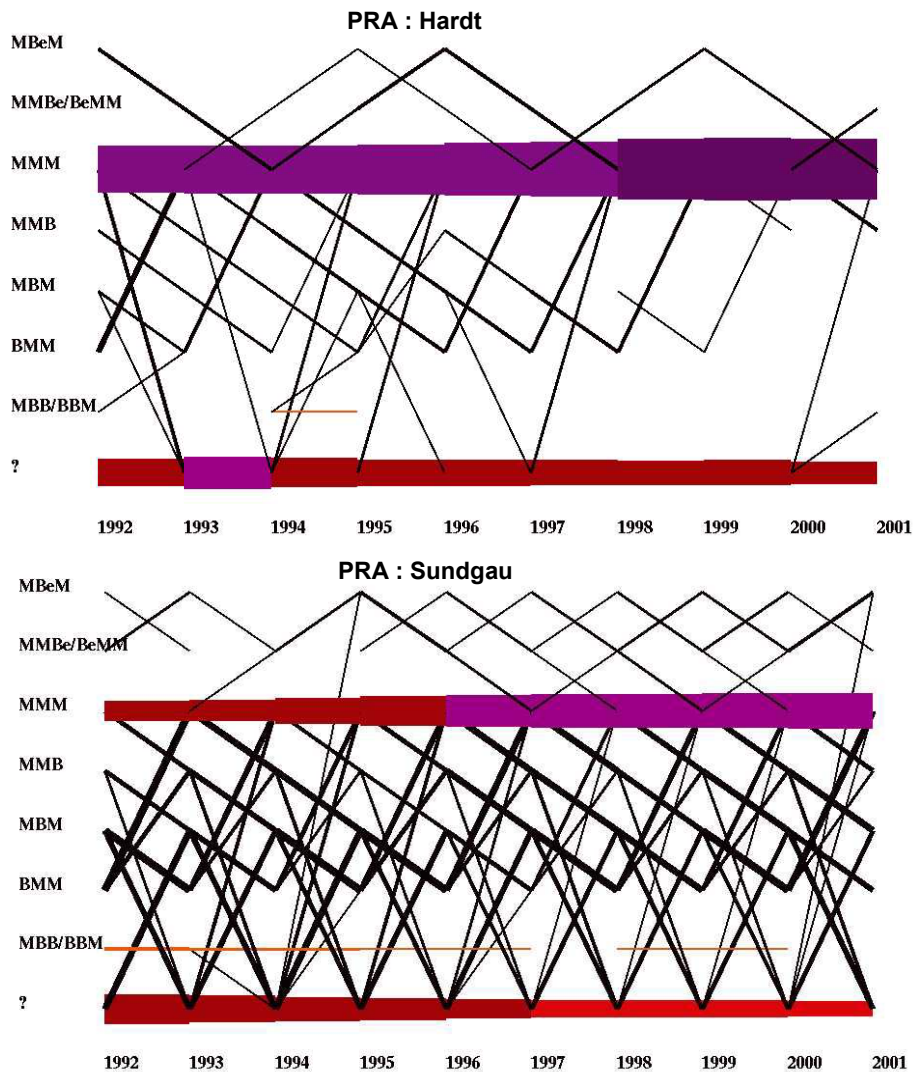 PRA : Hardt
MBeM
MMBe/BeMM
MMM
MMB
MBM
BMM
MBB/BBM
?
1992 1993 1994 1995 1996 1997 1998 1999 2000 2001
PRA : Sundgau
MBeM
MMBe/BeMM
MMM
MMB
MBM
BMM
MBB/BBM
?
1992 1993 1994 1995 1996 1997 1998 1999 2000 2001